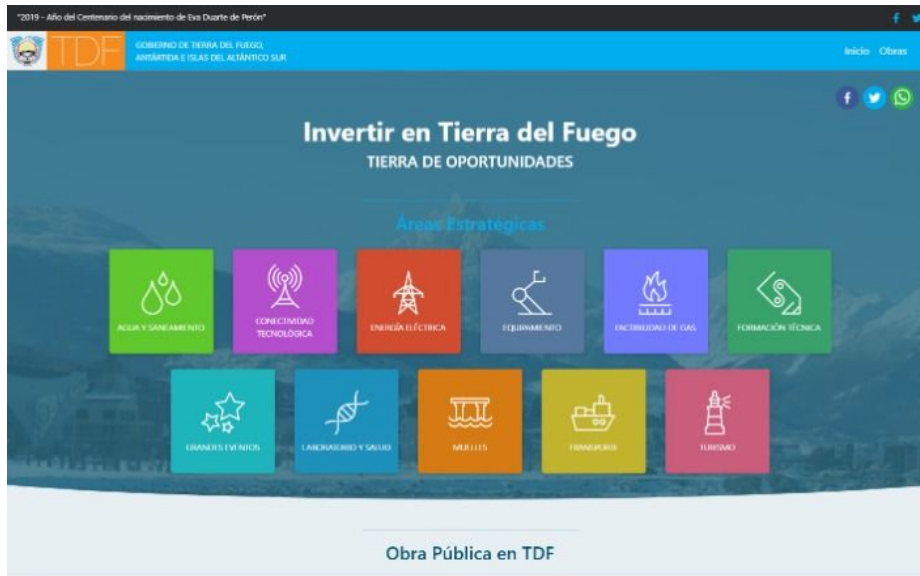 "2019 - Año del Centenario del nacimiento de Eva Duarte de Perón"
TDF
GOBIERNO DE TIERRA DEL FUEGO,
ANTÁRTIDA E ISLAS DEL ALTÁNTICO SUR
Inicio Obras
Invertir en Tierra del Fuego
TIERRA DE OPORTUNIDADES
Áreas Estratégicas
AGUA Y SANEAMIENTO
CONECTIVIDAD
TECNOLÓGICA
ENERGÍA ELÉCTRICA
EQUIPAMIENTO
FACTIBILIDAD DE GAS
FORMACIÓN TÉCNICA
GRANDES EVENTOS
LABORATORIO Y SALUD
MUELLES
TRANSPORTE
TURISMO
Obra Pública en TDF